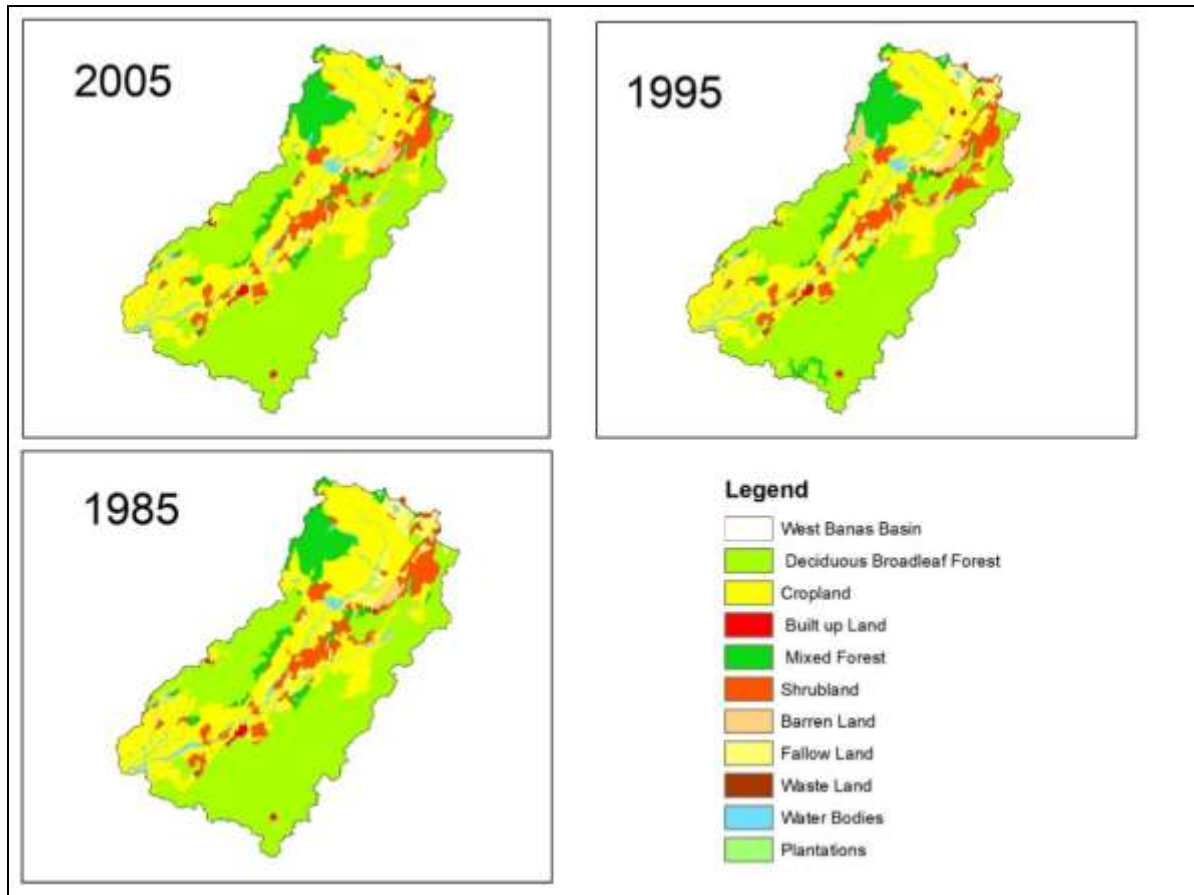 2005
1995
1985
Legend
West Banas Basin
Deciduous Broadleaf Forest
Cropland
Built up Land
Mixed Forest
Shrubland
Barren Land
Fallow Land
Waste Land
Water Bodies
Plantations